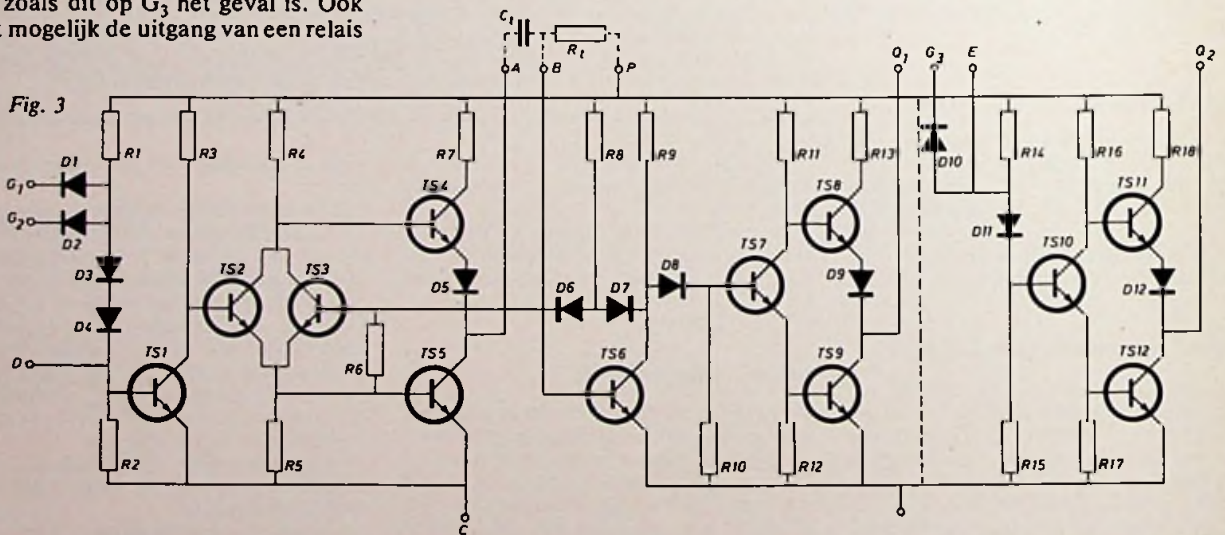 zoals dit op G₃ het geval is. Ook
mogelijk de uitgang van een relais
Fig. 3
C₁ R₁
A B P Q₁ G₃ E Q₂
R1 R3 R4 R7 R8 R9 R11 R13 D10 R14 R16 R18
G₁ D1
G₂ D2
TS4 TS8 TS11
D3 TS2 TS3 D5 D6 D7 D8 TS7 D9 D11 TS10 D12
D4
D TS1 R6 TS5 TS6 TS9 TS12
R2 R5 R10 R12 R15 R17
C